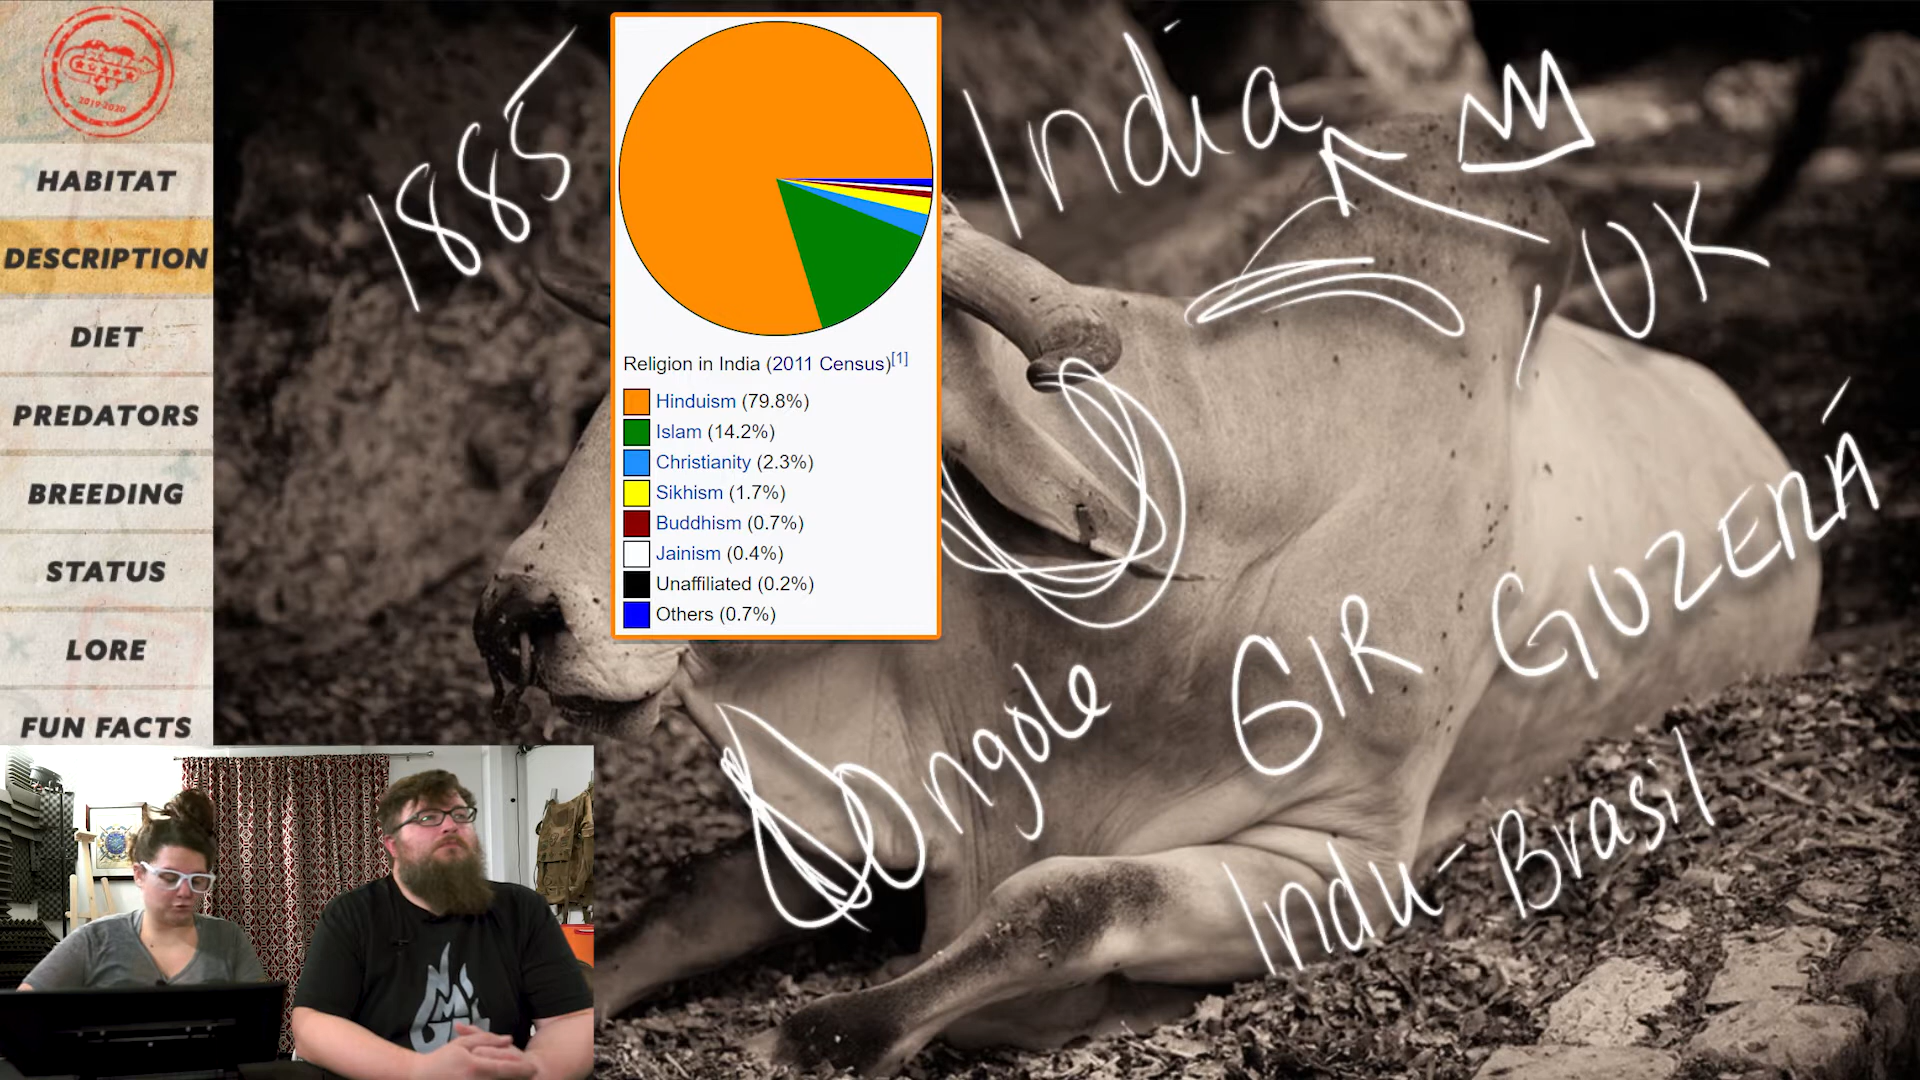 2019-2020
HABITAT
DESCRIPTION
DIET
PREDATORS
BREEDING
STATUS
LORE
FUN FACTS
1885
India
UK
Religion in India (2011 Census)[1]
Hinduism (79.8%)
Islam (14.2%)
Christianity (2.3%)
Sikhism (1.7%)
Buddhism (0.7%)
Jainism (0.4%)
Unaffiliated (0.2%)
Others (0.7%)
Ongole
GIR
GUZERÁ
Indu-Brasil